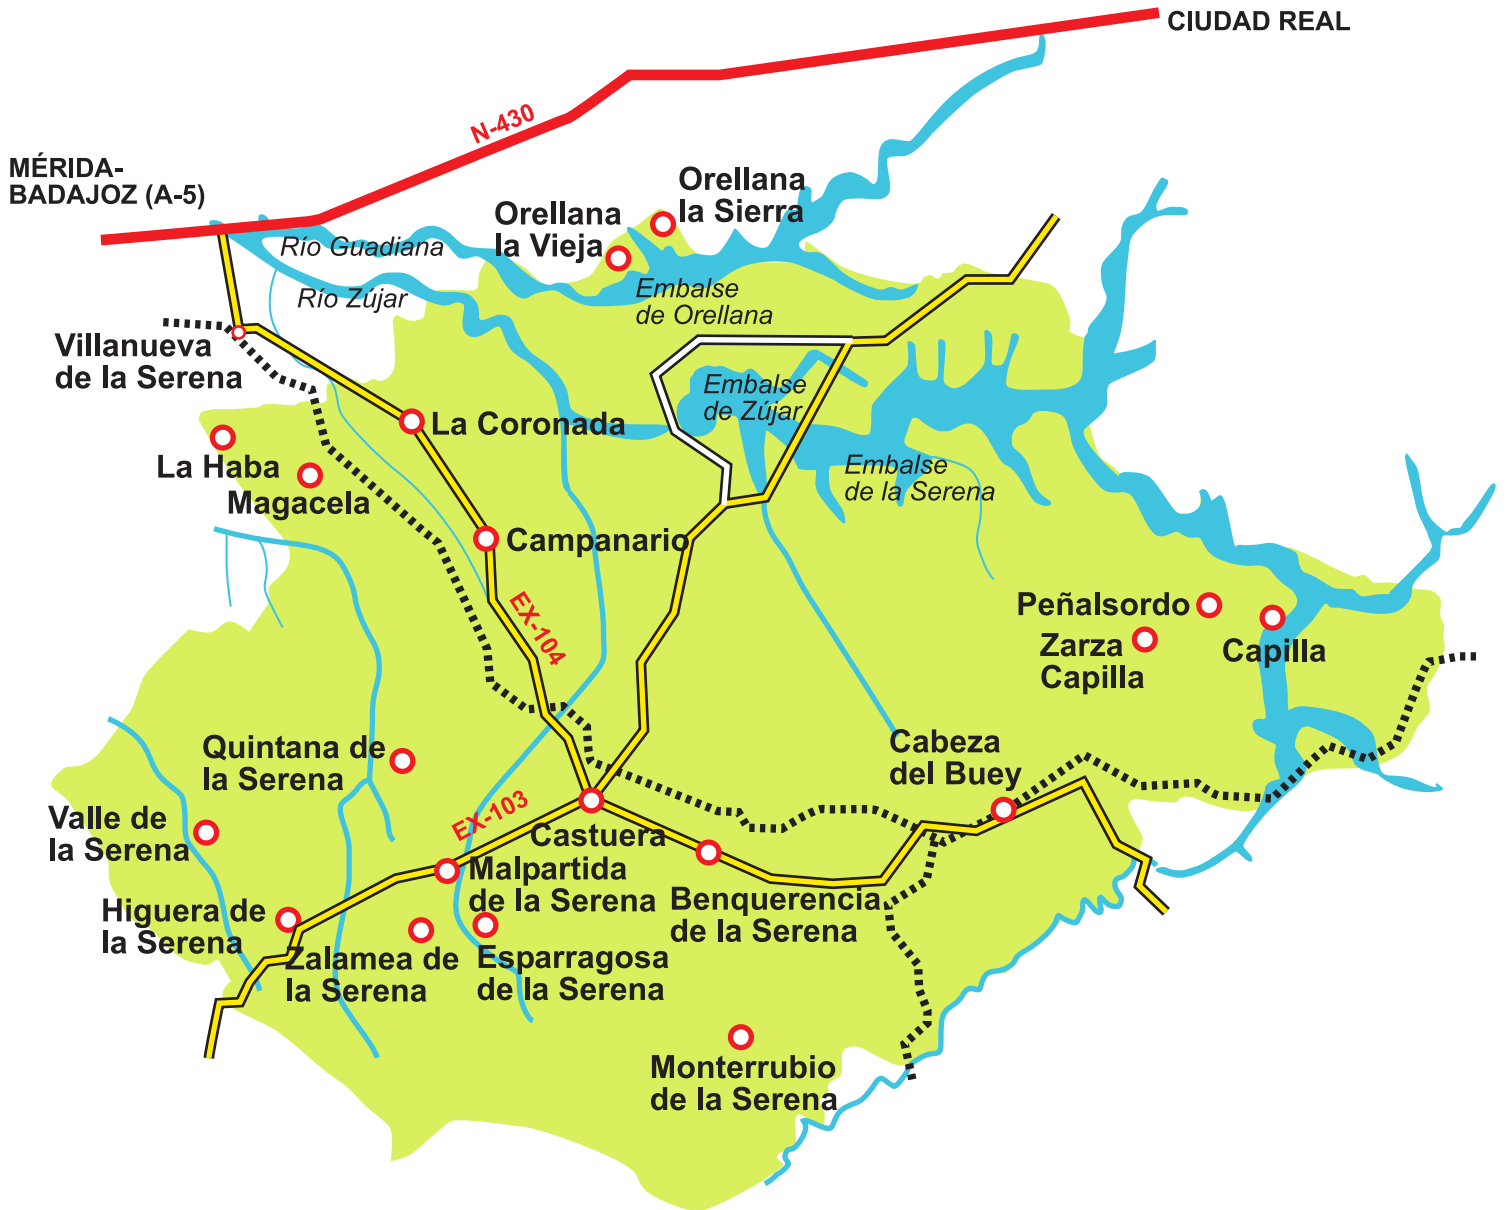 CIUDAD REAL
N-430
MÉRIDA-
BADAJOZ (A-5)
Orellana
la Sierra
Orellana
la Vieja
Río Guadiana
Río Zújar
Embalse
de Orellana
Villanueva
de la Serena
Embalse
de Zújar
La Coronada
La Haba
Magacela
Embalse
de la Serena
Campanario
EX-104
Peñalsordo
Zarza
Capilla
Capilla
Quintana de
la Serena
Cabeza
del Buey
EX-103
Valle de
la Serena
Castuera
Malpartida
de la Serena
Benquerencia
de la Serena
Higuera de
la Serena
Zalamea de
la Serena
Esparragosa
de la Serena
Monterrubio
de la Serena